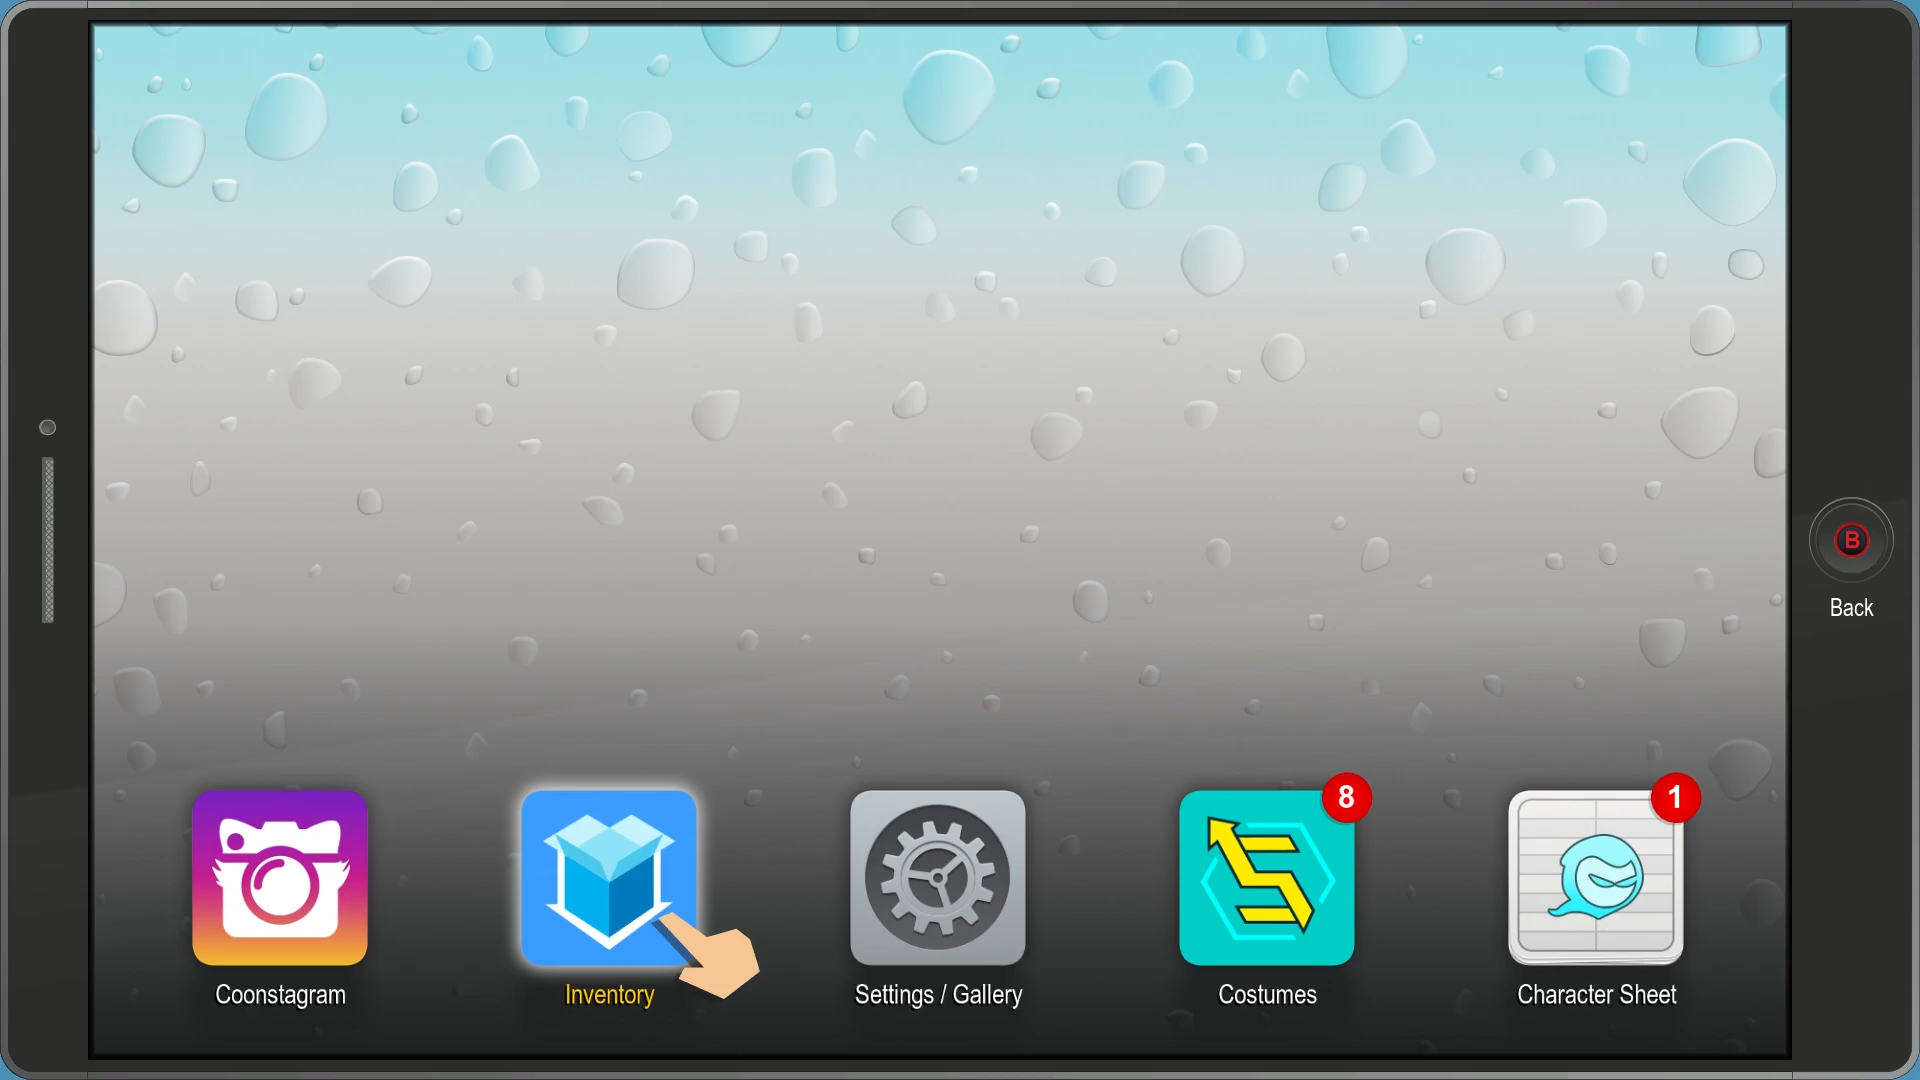 B
Back
8
1
Coonstagram
Inventory
Settings / Gallery
Costumes
Character Sheet